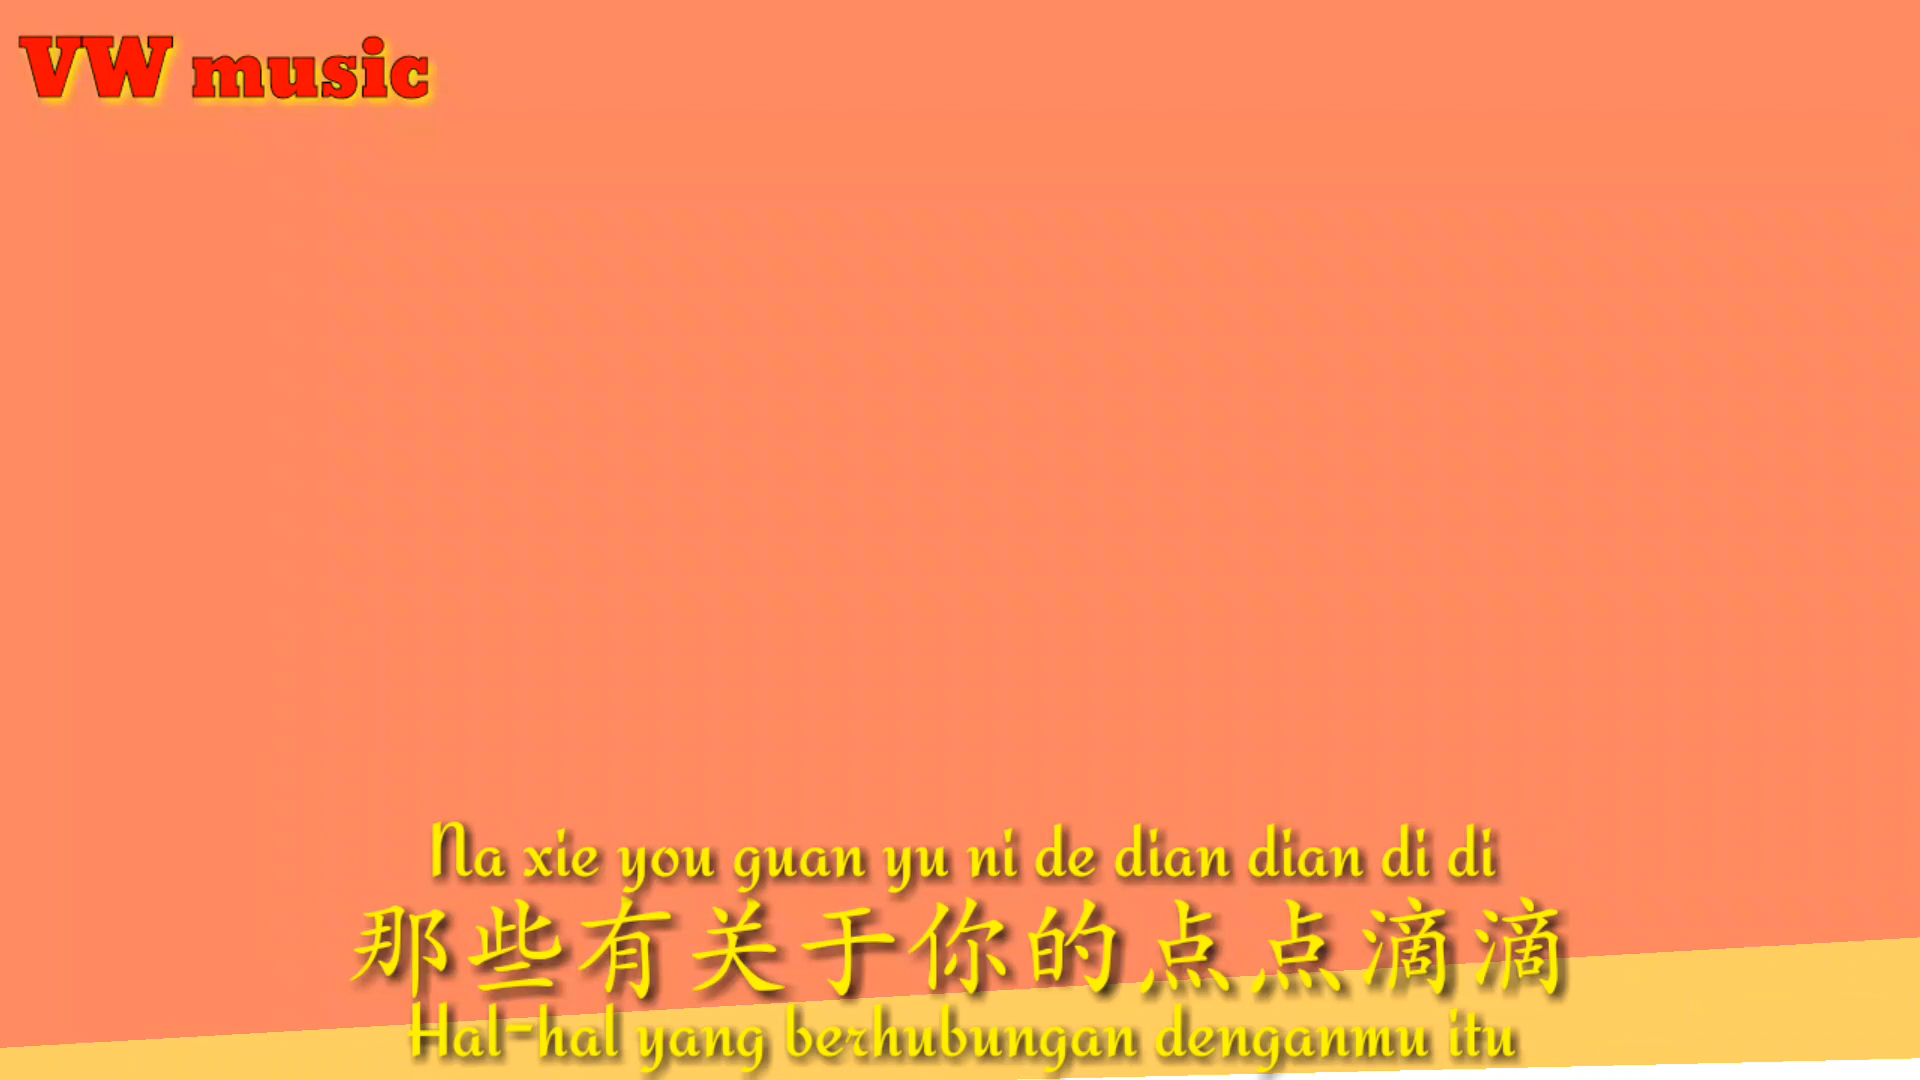 VW music
Na xie you guan yu ni de dian dian di di
那些有关于你的点点滴滴
Hal-hal yang berhubungan denganmu itu